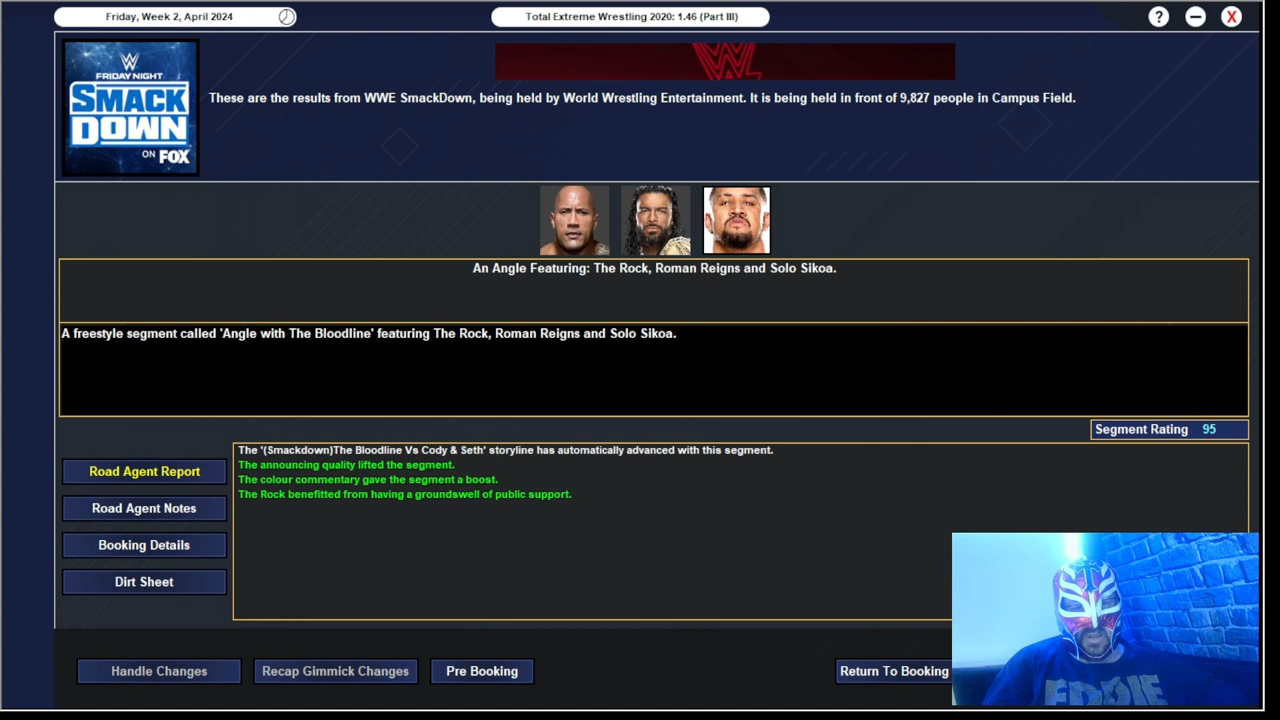 Friday, Week 2, April 2024
Total Extreme Wrestling 2020: 1.46 (Part III)
?
X
W
FRIDAY NIGHT
SMACK
DOWN
ON FOX
These are the results from WWE SmackDown, being held by World Wrestling Entertainment. It is being held in front of 9,827 people in Campus Field.
An Angle Featuring: The Rock, Roman Reigns and Solo Sikoa.
A freestyle segment called 'Angle with The Bloodline' featuring The Rock, Roman Reigns and Solo Sikoa.
Segment Rating 95
The '(Smackdown)The Bloodline Vs Cody & Seth' storyline has automatically advanced with this segment.
The announcing quality lifted the segment.
The colour commentary gave the segment a boost.
The Rock benefitted from having a groundswell of public support.
Road Agent Report
Road Agent Notes
Booking Details
Dirt Sheet
Handle Changes
Recap Gimmick Changes
Pre Booking
Return To Booking
EDDIE